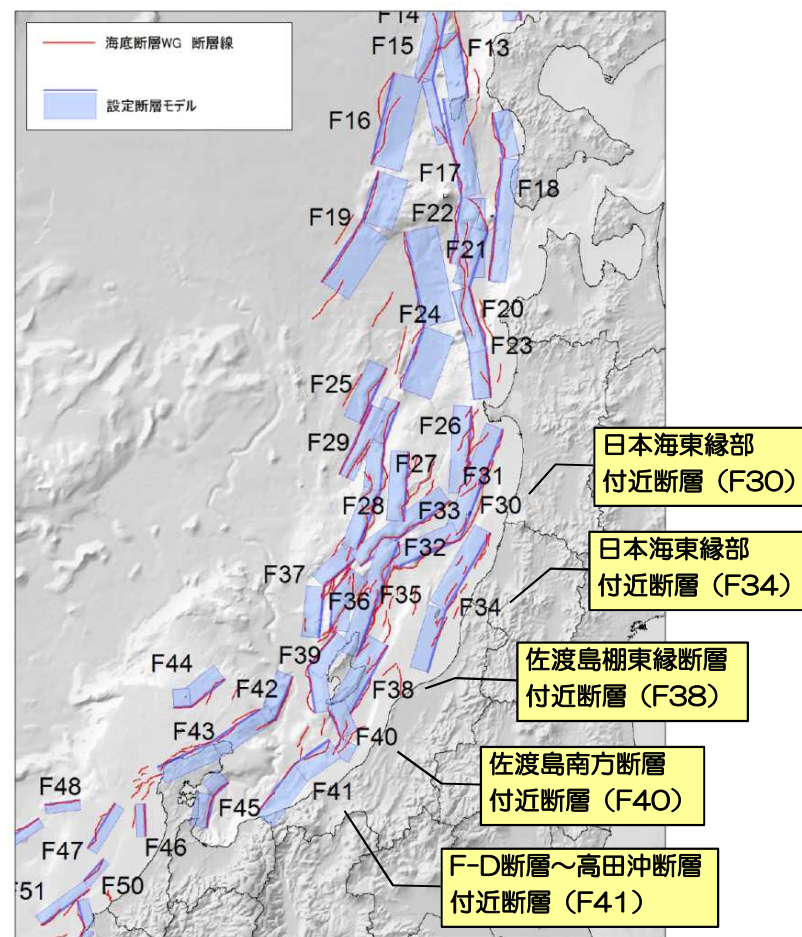 F14
海底断層WG 断層線
設定断層モデル
F15
F13
F16
F17
F18
F19
F22
F21
F20
F24
F23
F25
F26
F29
F27
F31
F28
F33
F30
F32
日本海東縁部
付近断層（F30）
F37
F36
F35
F34
日本海東縁部
付近断層（F34）
F39
F44
F42
F38
佐渡島棚東縁断層
付近断層（F38）
F43
F40
佐渡島南方断層
付近断層（F40）
F48
F45
F41
F47
F46
F-D断層～高田沖断層
付近断層（F41）
F51
F50